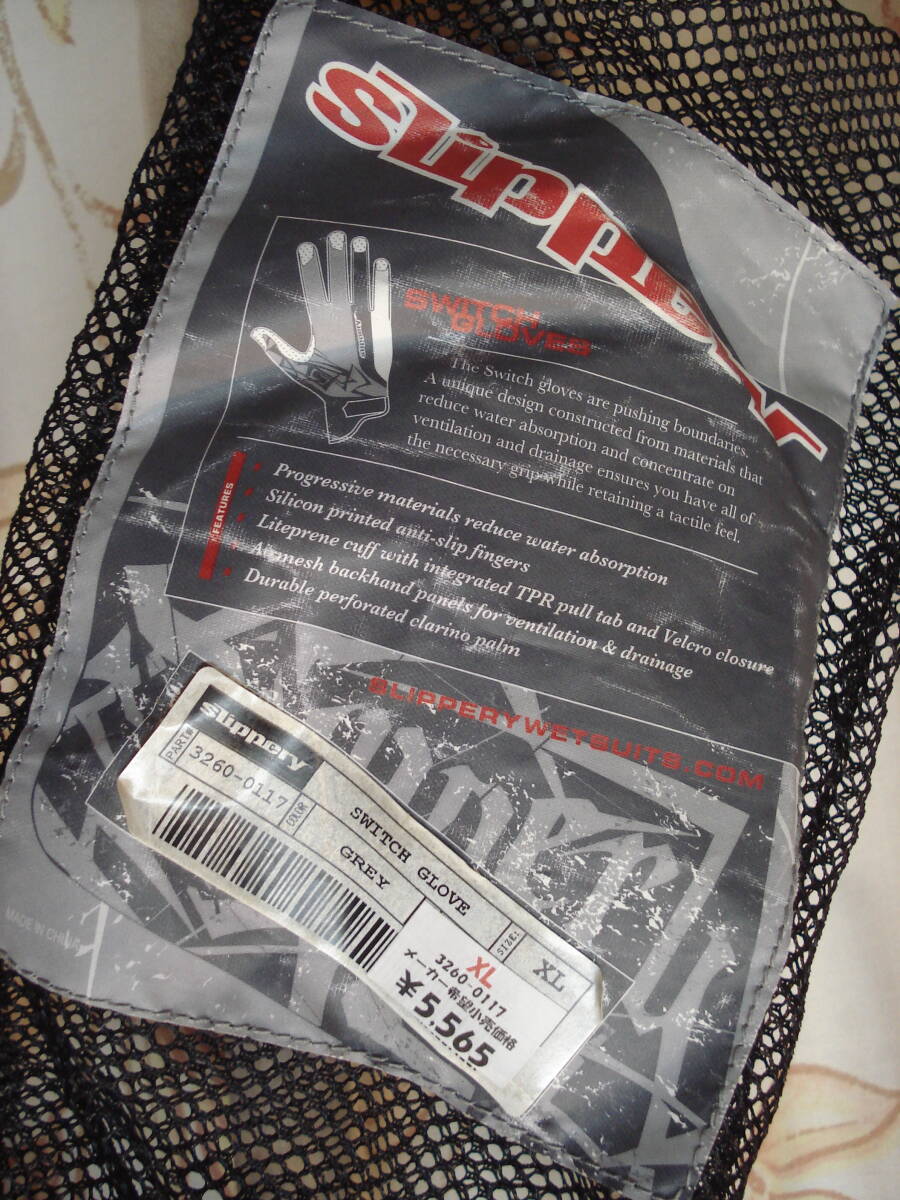 slippery
SWITCH
GLOVES
The Switch gloves are pushing boundaries.
A unique design constructed from materials that
reduce water absorption and concentrate on
ventilation and drainage ensures you have all of
the necessary grip while retaining a tactile feel.
FEATURES
Progressive materials reduce water absorption
Silicon printed anti-slip fingers
Liteprene cuff with integrated TPR pull tab and Velcro closure
Airmesh backhand panels for ventilation & drainage
Durable perforated clarino palm
SLIPPERYWETSUITS.COM
slippery
PART#
3260-0117
COLOR
SWITCH GLOVE
GREY
SIZE:
XL
XL
3260-0117
メーカー希望小売価格
¥5,565
MADE IN CHINA